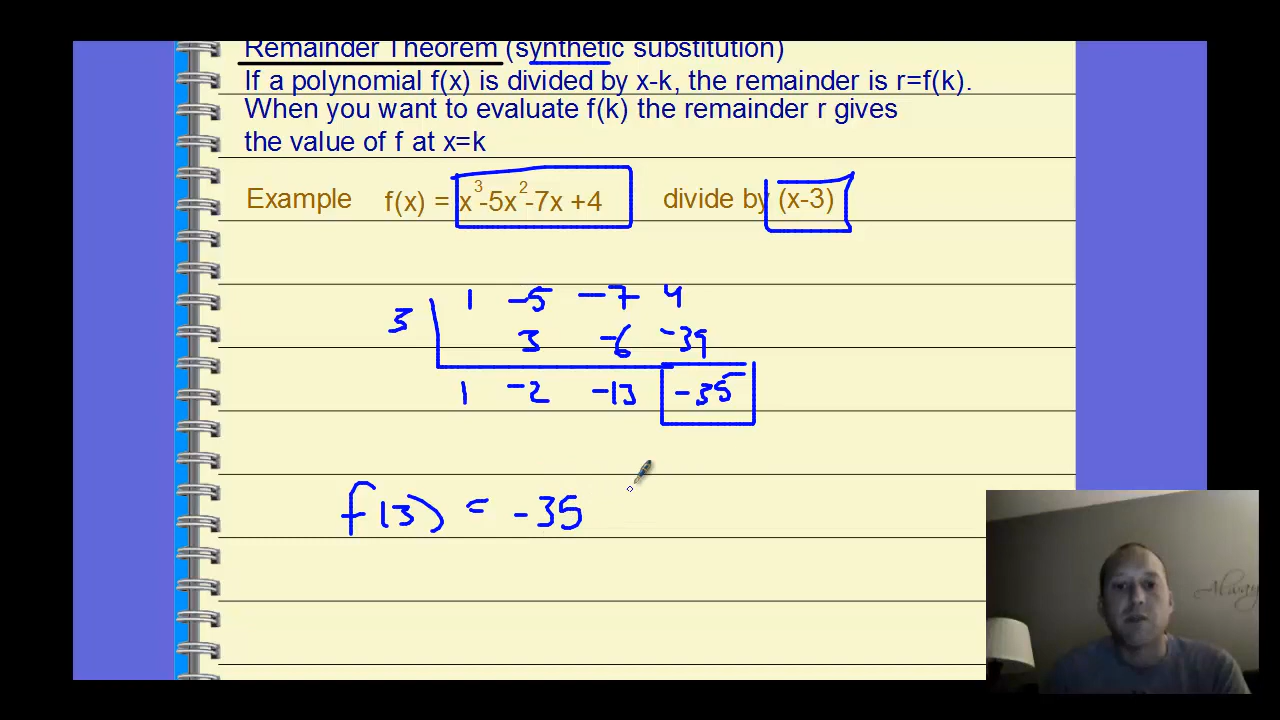 Remainder Theorem (synthetic substitution)
If a polynomial f(x) is divided by x-k, the remainder is r=f(k).
When you want to evaluate f(k) the remainder r gives
the value of f at x=k
Example f(x) = x³-5x²-7x +4 divide by (x-3)
3 1 -5 -7 4
3 -6 -39
1 -2 -13 -35
f(3) = -35
Always